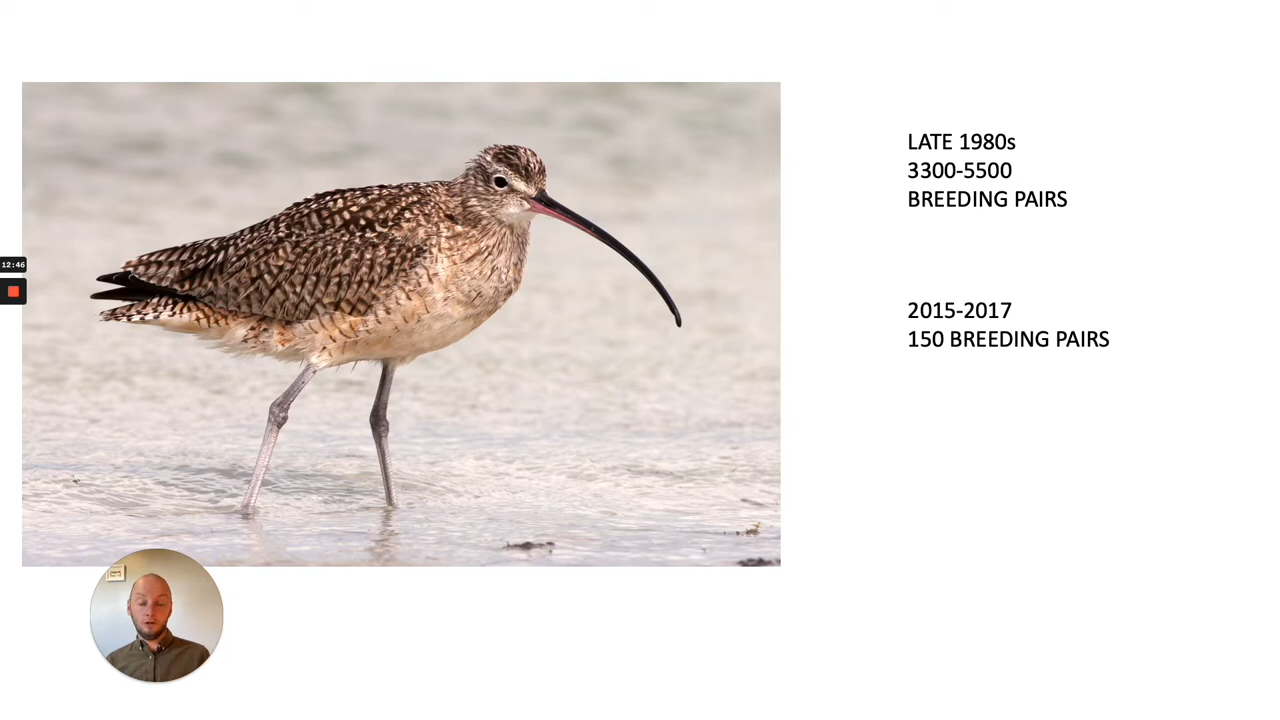 LATE 1980s
3300-5500
BREEDING PAIRS
2015-2017
150 BREEDING PAIRS
12:46